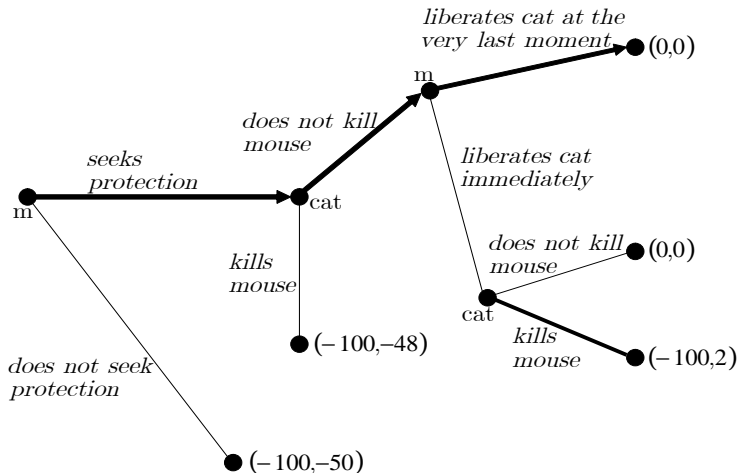 liberates cat at the
very last moment
(0,0)
m
does not kill
mouse
seeks
protection
liberates cat
immediately
m
cat
does not kill
mouse
(0,0)
kills
mouse
cat
kills
mouse
(−100,−48)
(−100,2)
does not seek
protection
(−100,−50)